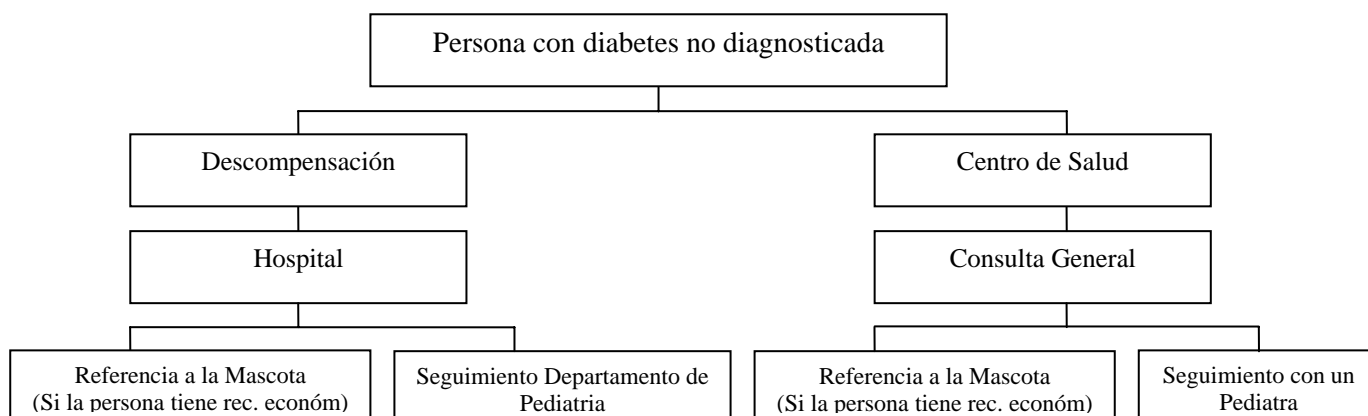 Persona con diabetes no diagnosticada
Descompensación
Centro de Salud
Hospital
Consulta General
Referencia a la Mascota
(Si la persona tiene rec. económ)
Seguimiento Departamento de
Pediatria
Referencia a la Mascota
(Si la persona tiene rec. económ)
Seguimiento con un
Pediatra